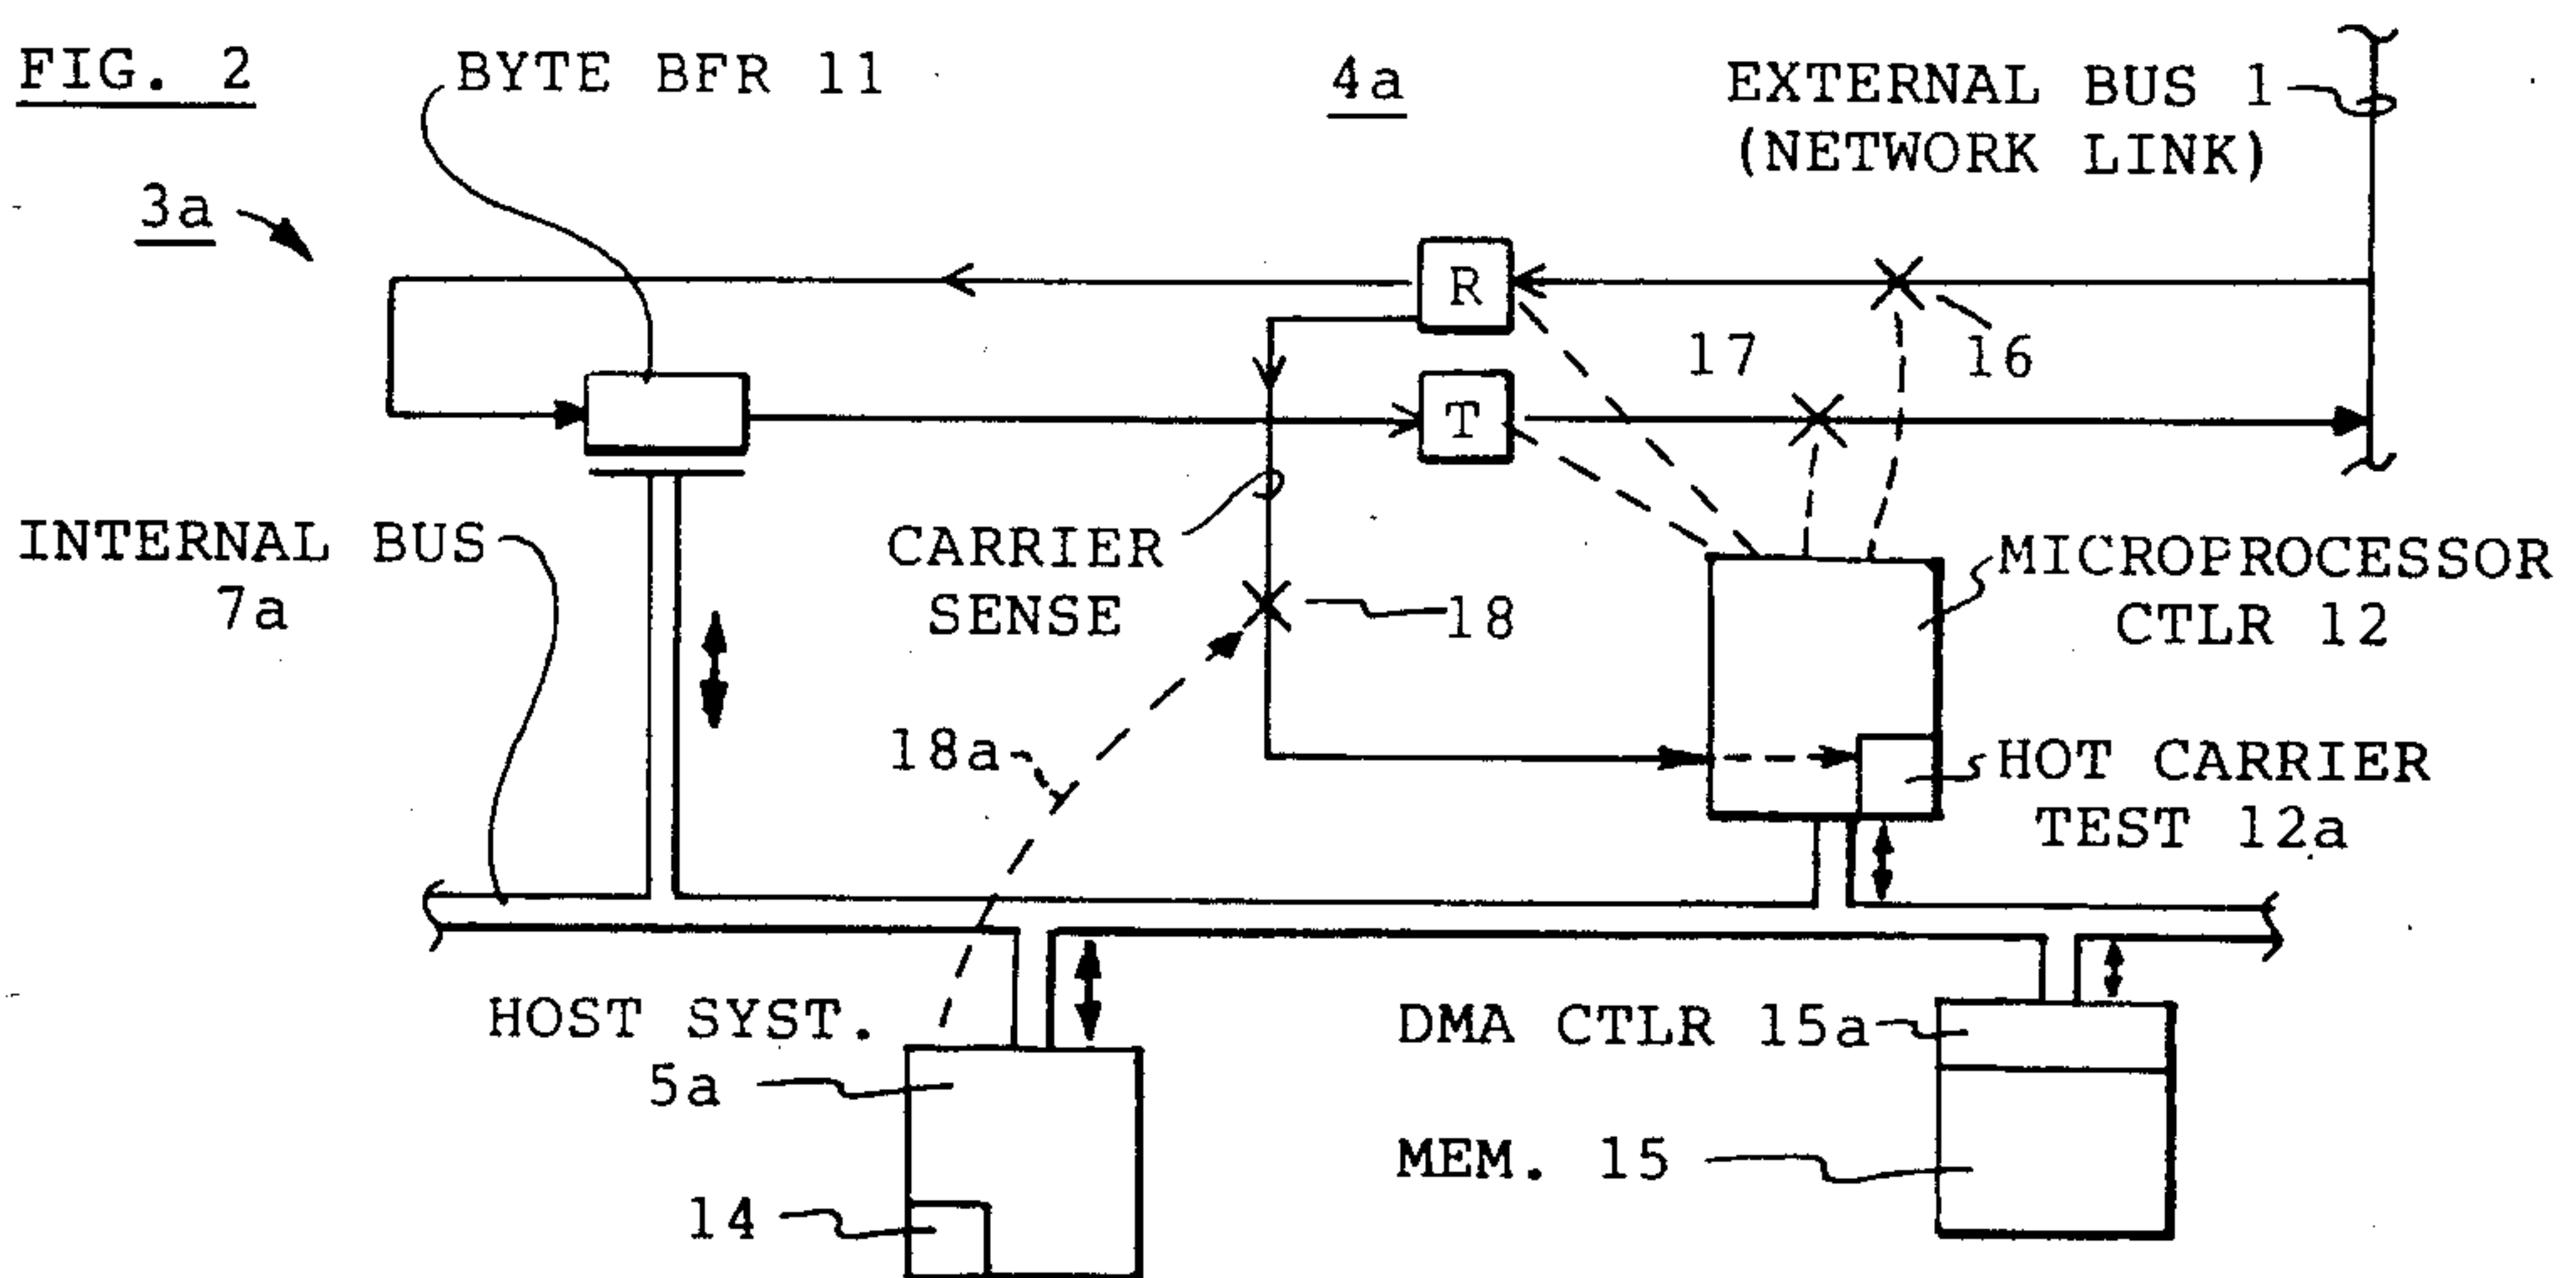 FIG. 2
BYTE BFR 11
4a
EXTERNAL BUS 1
(NETWORK LINK)
3a
R
17
16
T
INTERNAL BUS
7a
CARRIER
SENSE
18
MICROPROCESSOR
CTLR 12
18a
HOT CARRIER
TEST 12a
HOST SYST.
5a
DMA CTLR 15a
MEM. 15
14